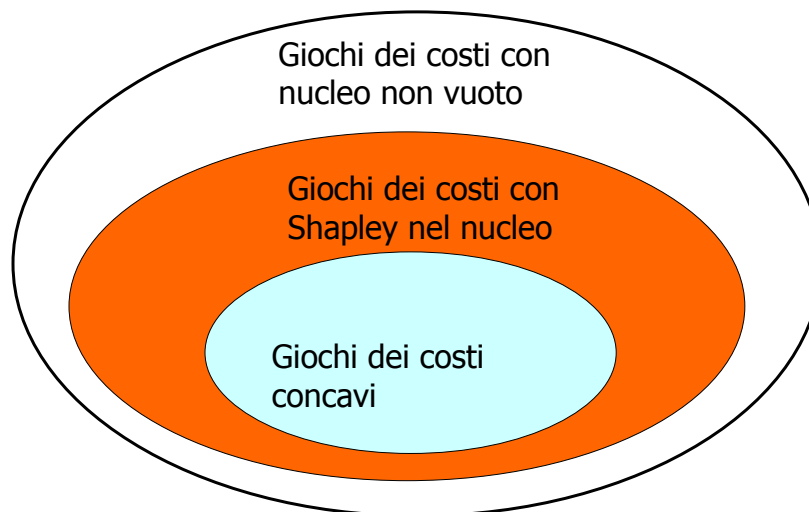 Giochi dei costi con
nucleo non vuoto
Giochi dei costi con
Shapley nel nucleo
Giochi dei costi
concavi